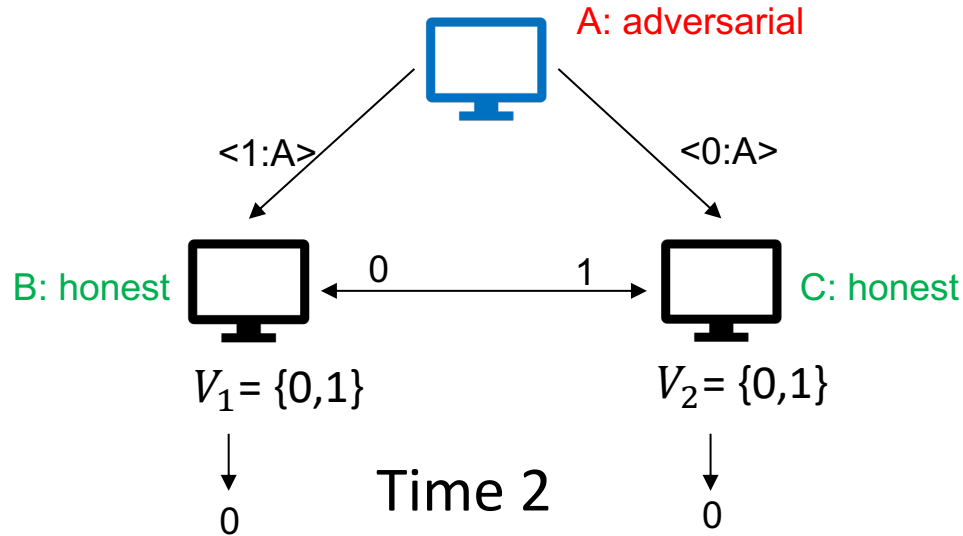 A: adversarial
<1:A>
<0:A>
B: honest
0
1
C: honest
V₁= {0,1}
V₂= {0,1}
Time 2
0
0